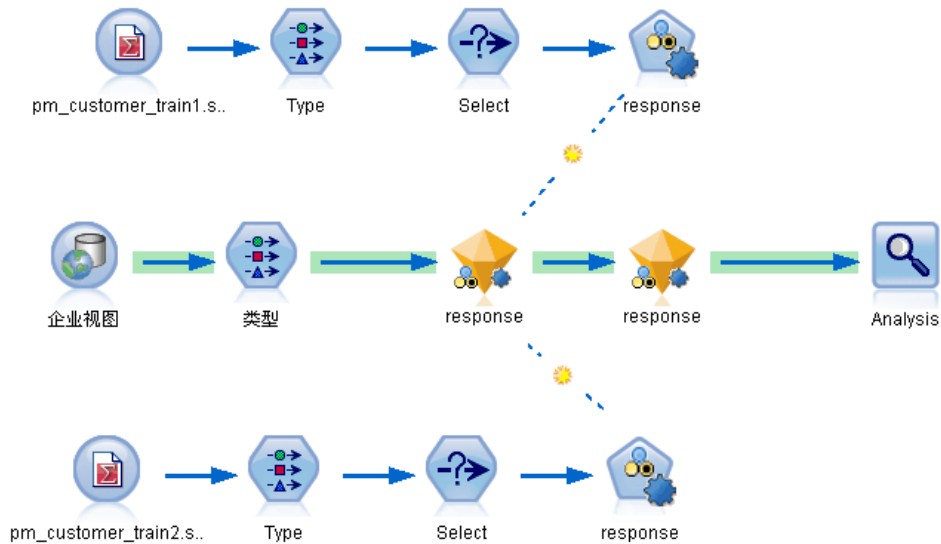 pm_customer_train1.s..
Type
Select
response
企业视图
类型
response
response
Analysis
pm_customer_train2.s..
Type
Select
response